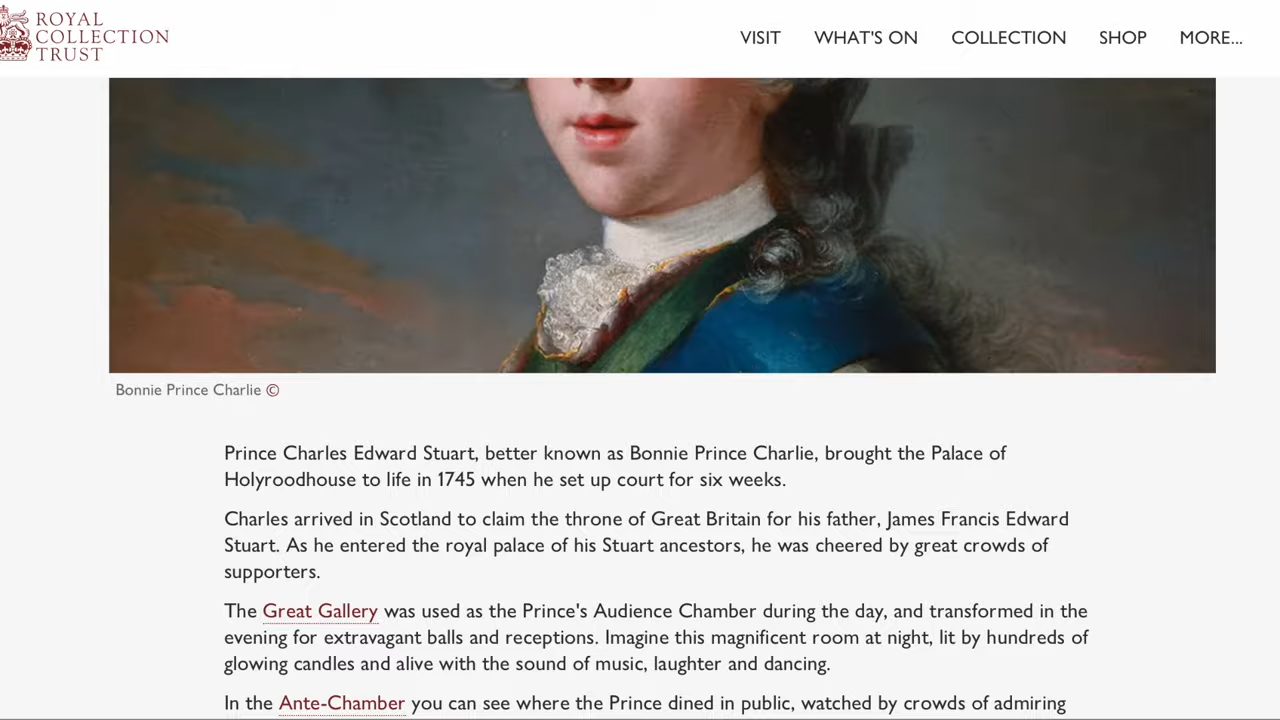 ROYAL
COLLECTION
TRUST
VISIT
WHAT'S ON
COLLECTION
SHOP
MORE...
Bonnie Prince Charlie ©
Prince Charles Edward Stuart, better known as Bonnie Prince Charlie, brought the Palace of
Holyroodhouse to life in 1745 when he set up court for six weeks.
Charles arrived in Scotland to claim the throne of Great Britain for his father, James Francis Edward
Stuart. As he entered the royal palace of his Stuart ancestors, he was cheered by great crowds of
supporters.
The Great Gallery was used as the Prince's Audience Chamber during the day, and transformed in the
evening for extravagant balls and receptions. Imagine this magnificent room at night, lit by hundreds of
glowing candles and alive with the sound of music, laughter and dancing.
In the Ante-Chamber you can see where the Prince dined in public, watched by crowds of admiring